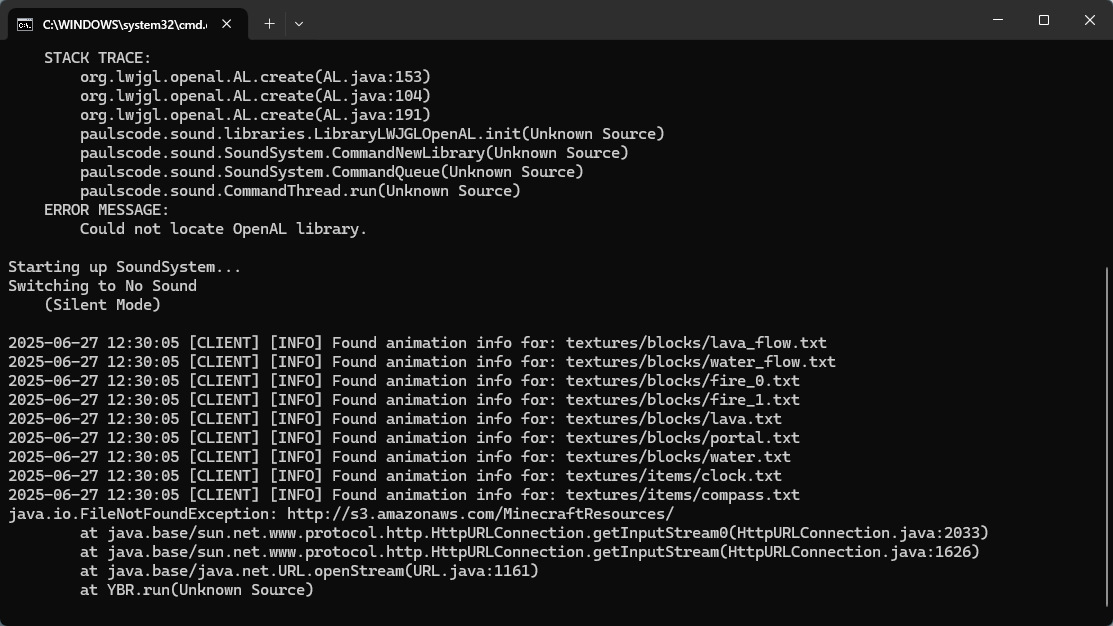 C:\WINDOWS\system32\cmd.
STACK TRACE:
org.lwjgl.openal.AL.create(AL.java:153)
org.lwjgl.openal.AL.create(AL.java:104)
org.lwjgl.openal.AL.create(AL.java:191)
paulscode.sound.libraries.LibraryLWJGLOpenAL.init(Unknown Source)
paulscode.sound.SoundSystem.CommandNewLibrary(Unknown Source)
paulscode.sound.SoundSystem.CommandQueue(Unknown Source)
paulscode.sound.CommandThread.run(Unknown Source)
ERROR MESSAGE:
Could not locate OpenAL library.
Starting up SoundSystem...
Switching to No Sound
(Silent Mode)
2025-06-27 12:30:05 [CLIENT] [INFO] Found animation info for: textures/blocks/lava_flow.txt
2025-06-27 12:30:05 [CLIENT] [INFO] Found animation info for: textures/blocks/water_flow.txt
2025-06-27 12:30:05 [CLIENT] [INFO] Found animation info for: textures/blocks/fire_0.txt
2025-06-27 12:30:05 [CLIENT] [INFO] Found animation info for: textures/blocks/fire_1.txt
2025-06-27 12:30:05 [CLIENT] [INFO] Found animation info for: textures/blocks/lava.txt
2025-06-27 12:30:05 [CLIENT] [INFO] Found animation info for: textures/blocks/portal.txt
2025-06-27 12:30:05 [CLIENT] [INFO] Found animation info for: textures/blocks/water.txt
2025-06-27 12:30:05 [CLIENT] [INFO] Found animation info for: textures/items/clock.txt
2025-06-27 12:30:05 [CLIENT] [INFO] Found animation info for: textures/items/compass.txt
java.io.FileNotFoundException: http://s3.amazonaws.com/MinecraftResources/
at java.base/sun.net.www.protocol.http.HttpURLConnection.getInputStream0(HttpURLConnection.java:2033)
at java.base/sun.net.www.protocol.http.HttpURLConnection.getInputStream(HttpURLConnection.java:1626)
at java.base/java.net.URL.openStream(URL.java:1161)
at YBR.run(Unknown Source)